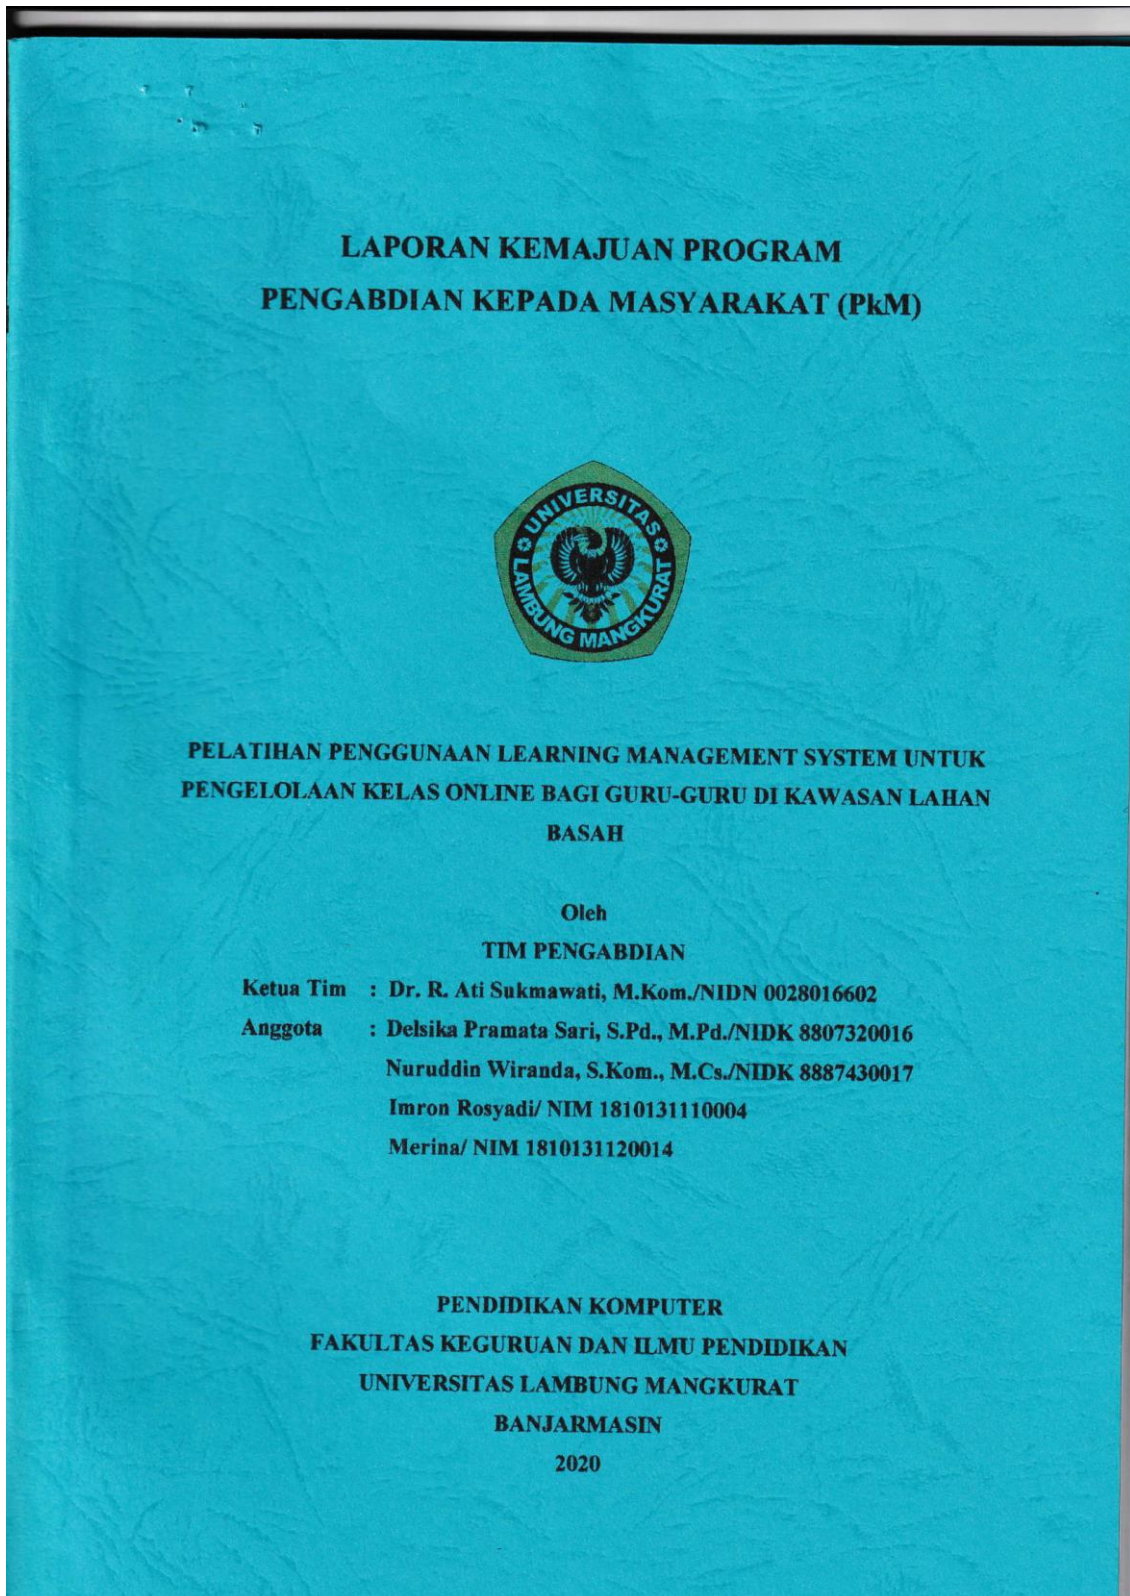 LAPORAN KEMAJUAN PROGRAM
PENGABDIAN KEPADA MASYARAKAT (PkM)
UNIVERSITAS
LAMBUNG MANGKURAT
PELATIHAN PENGGUNAAN LEARNING MANAGEMENT SYSTEM UNTUK
PENGELOLAAN KELAS ONLINE BAGI GURU-GURU DI KAWASAN LAHAN
BASAH
Oleh
TIM PENGABDIAN
Ketua Tim : Dr. R. Ati Sukmawati, M.Kom./NIDN 0028016602
Anggota : Delsika Pramata Sari, S.Pd., M.Pd./NIDK 8807320016
Nuruddin Wiranda, S.Kom., M.Cs./NIDK 8887430017
Imron Rosyadi/ NIM 1810131110004
Merina/ NIM 1810131120014
PENDIDIKAN KOMPUTER
FAKULTAS KEGURUAN DAN ILMU PENDIDIKAN
UNIVERSITAS LAMBUNG MANGKURAT
BANJARMASIN
2020